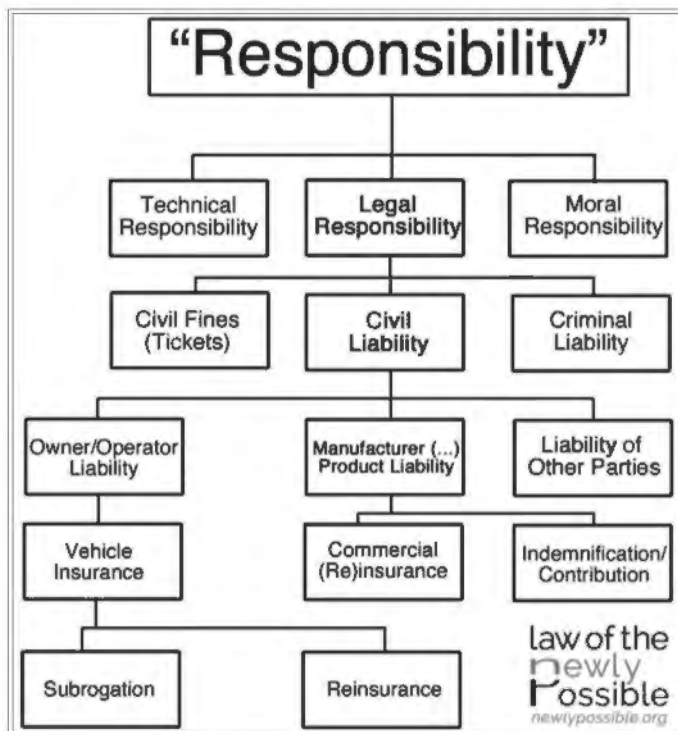 “Responsibility”
Technical
Responsibility
Legal
Responsibility
Moral
Responsibility
Civil Fines
(Tickets)
Civil
Liability
Criminal
Liability
Owner/Operator
Liability
Manufacturer (...)
Product Liability
Liability of
Other Parties
Vehicle
Insurance
Commercial
(Re)insurance
Indemnification/
Contribution
Subrogation
Reinsurance
law of the
newly
Possible
newlypossible.org